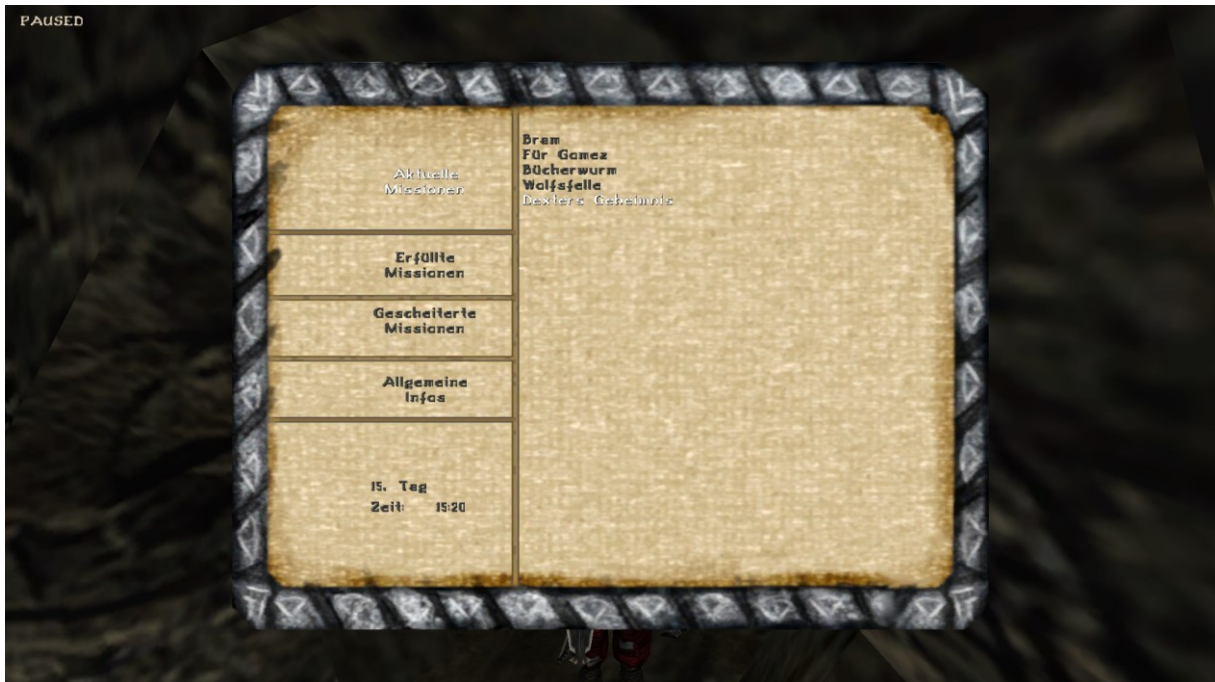 PAUSED
Aktuelle
Missionen
Erfüllte
Missionen
Gescheiterte
Missionen
Allgemeine
Infos
15. Tag
Zeit: 15:20
Bram
Für Gomez
Bücherwurm
Wolfsfelle
Dexters Geheimnis